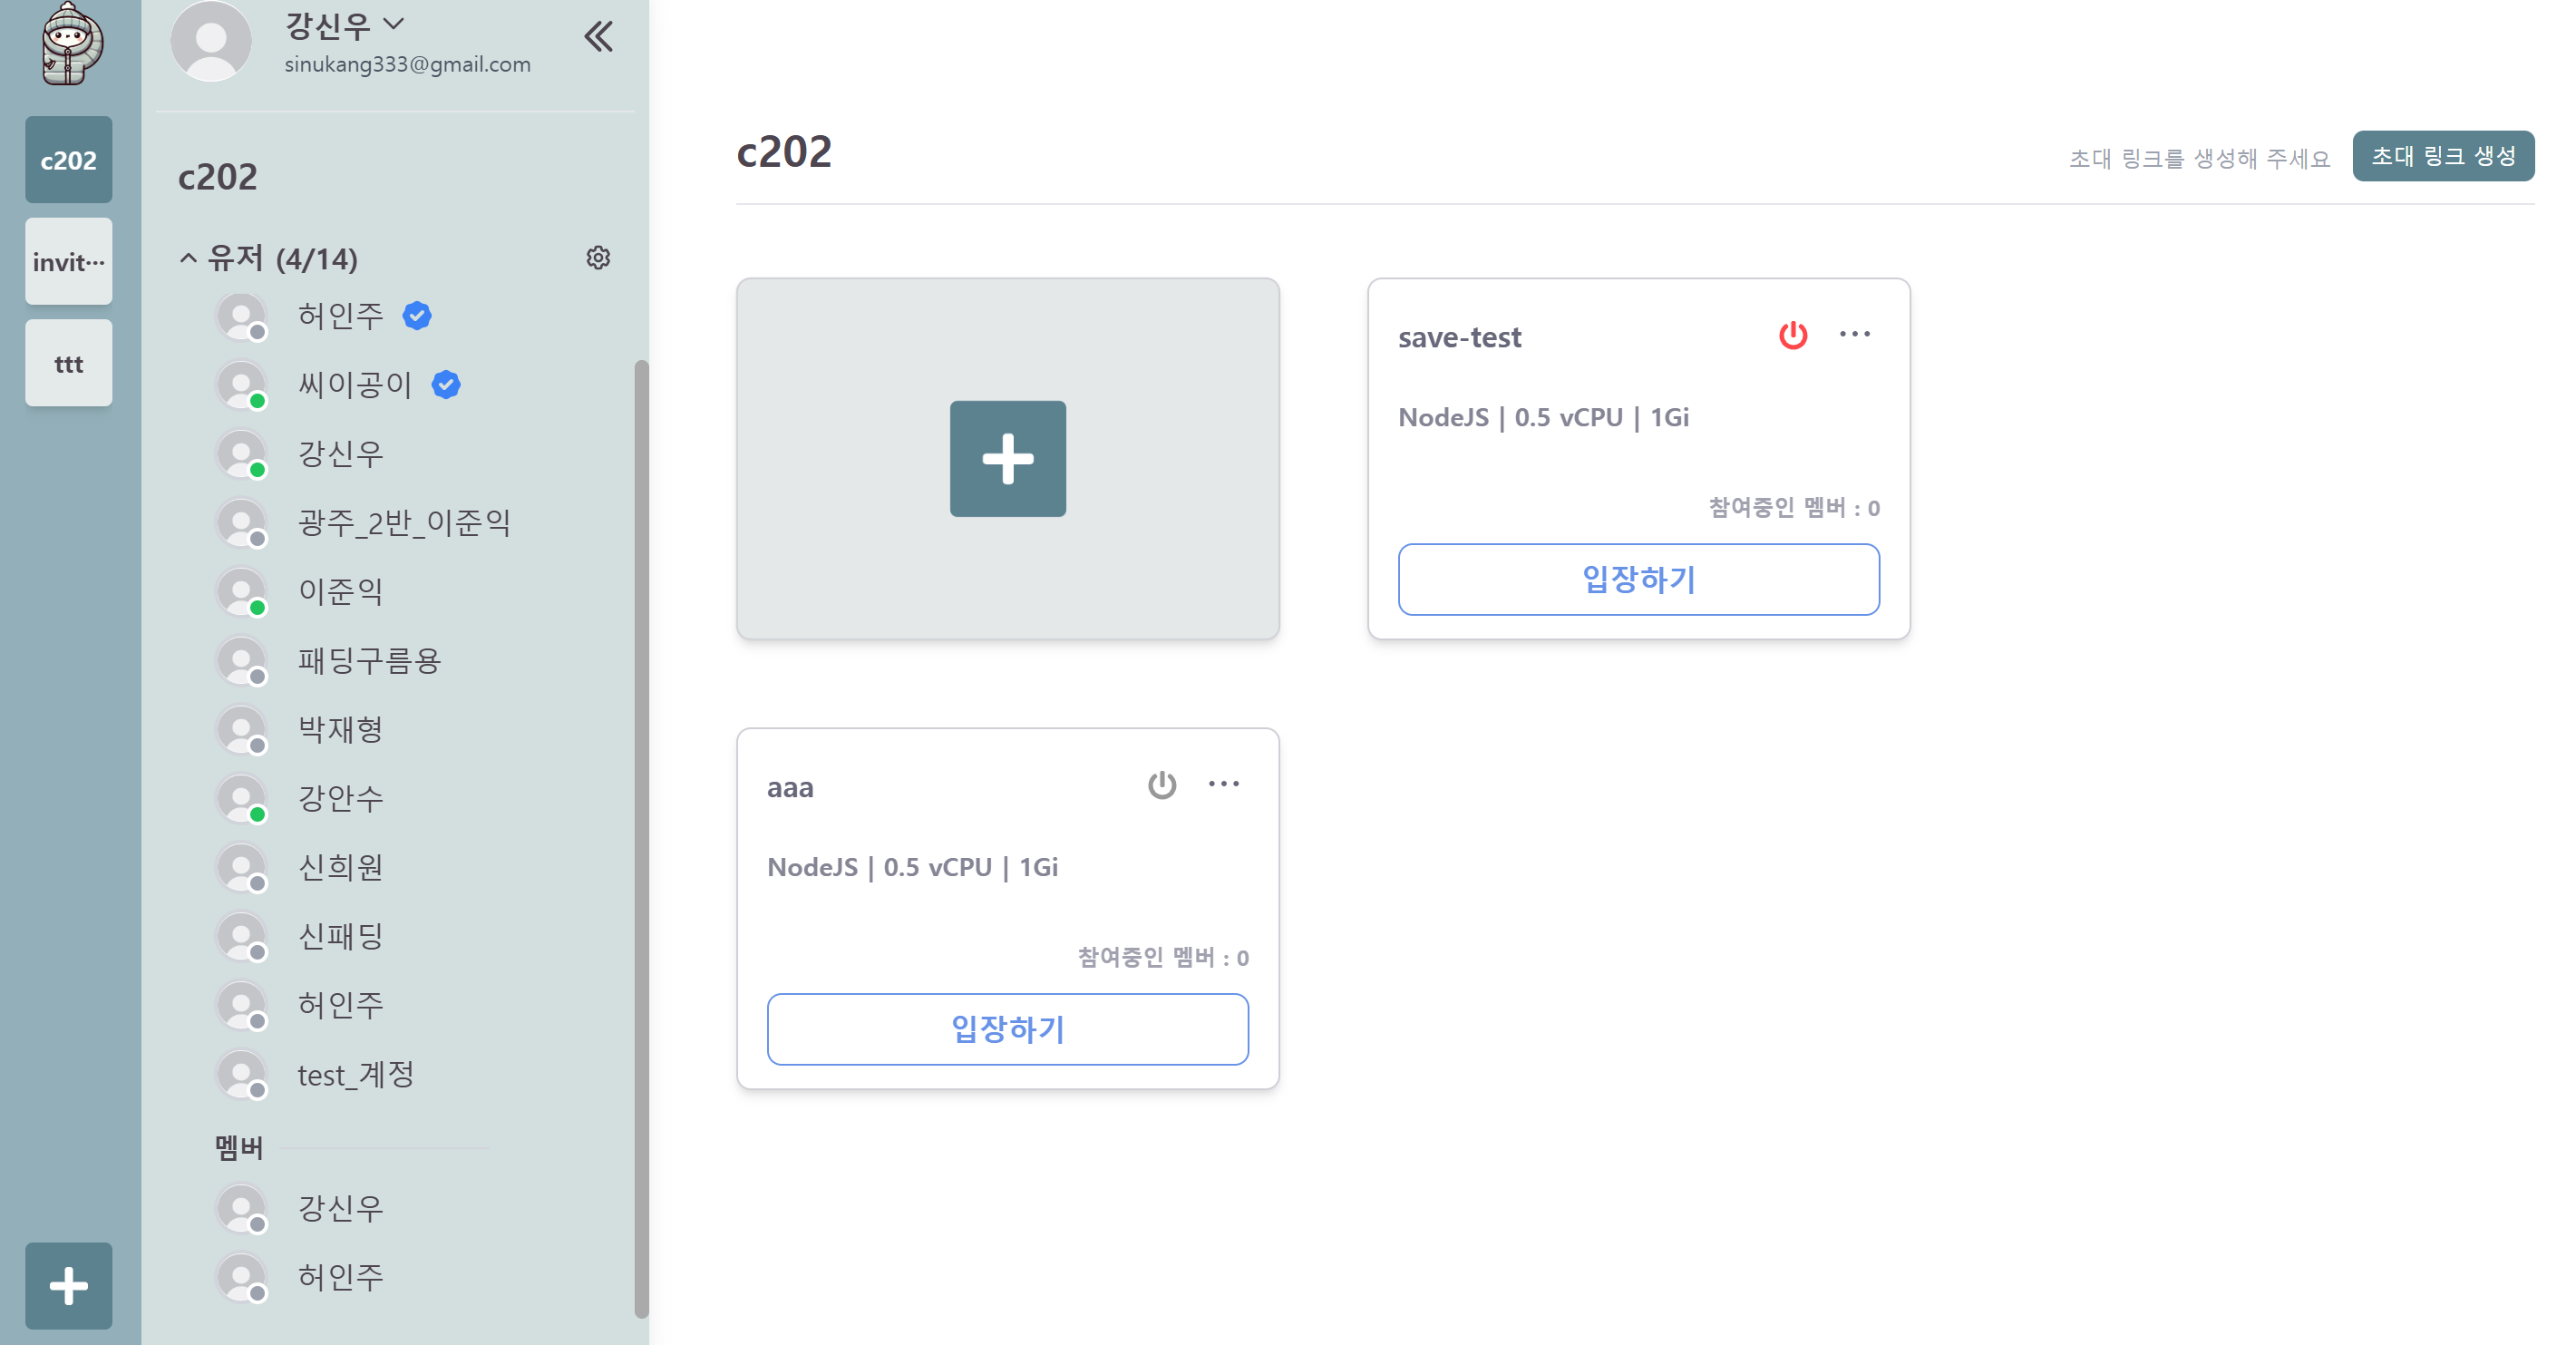 강신우
sinukang333@gmail.com
c202
invit···
ttt
c202
유저 (4/14)
허인주
씨이공이
강신우
광주_2반_이준익
이준익
패딩구름용
박재형
강안수
신희원
신패딩
허인주
test_계정
멤버
강신우
허인주
c202
초대 링크를 생성해 주세요
초대 링크 생성
save-test
NodeJS | 0.5 vCPU | 1Gi
참여중인 멤버 : 0
입장하기
aaa
NodeJS | 0.5 vCPU | 1Gi
참여중인 멤버 : 0
입장하기